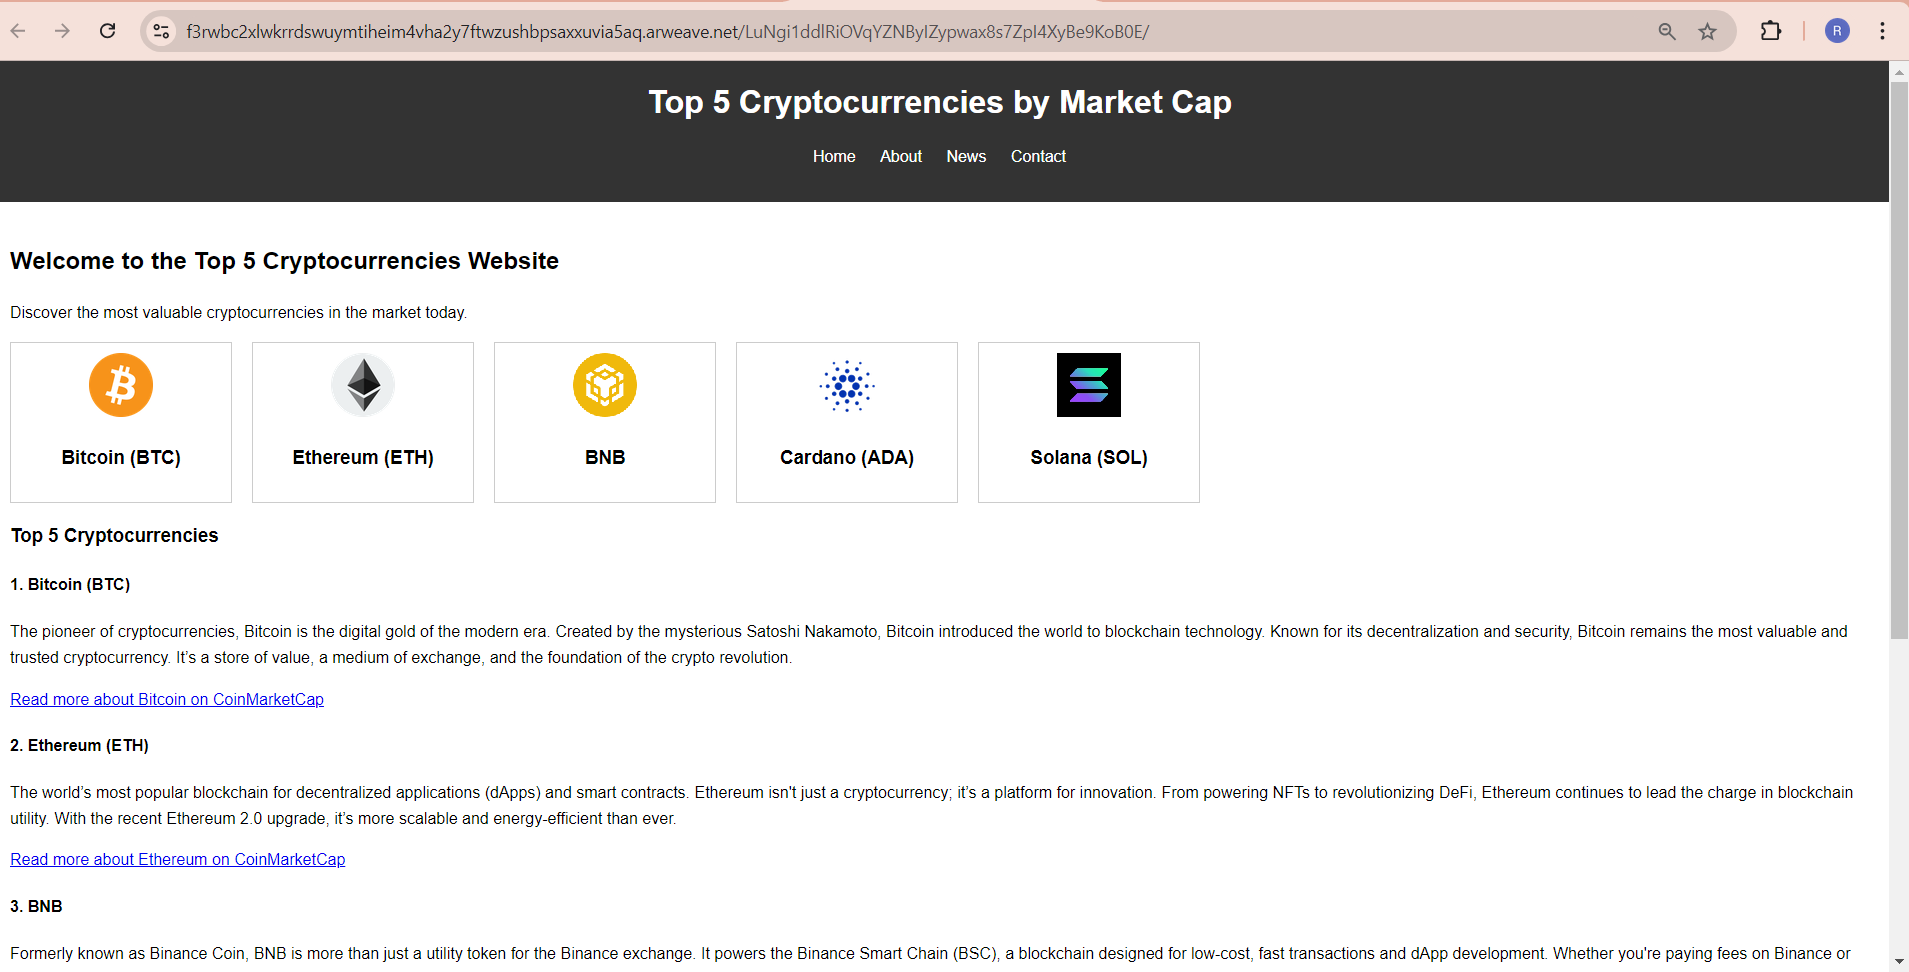 f3rwbc2xlwkrrdswuymtiheim4vha2y7ftwzushbpsaxxuvia5aq.arweave.net/LuNgi1ddlRiOVqYZNByIZypwax8s7ZpI4XyBe9KoB0E/
R
Top 5 Cryptocurrencies by Market Cap
Home About News Contact
Welcome to the Top 5 Cryptocurrencies Website
Discover the most valuable cryptocurrencies in the market today.
Bitcoin (BTC) Ethereum (ETH) BNB Cardano (ADA) Solana (SOL)
Top 5 Cryptocurrencies
1. Bitcoin (BTC)
The pioneer of cryptocurrencies, Bitcoin is the digital gold of the modern era. Created by the mysterious Satoshi Nakamoto, Bitcoin introduced the world to blockchain technology. Known for its decentralization and security, Bitcoin remains the most valuable and
trusted cryptocurrency. It’s a store of value, a medium of exchange, and the foundation of the crypto revolution.
Read more about Bitcoin on CoinMarketCap
2. Ethereum (ETH)
The world’s most popular blockchain for decentralized applications (dApps) and smart contracts. Ethereum isn't just a cryptocurrency; it’s a platform for innovation. From powering NFTs to revolutionizing DeFi, Ethereum continues to lead the charge in blockchain
utility. With the recent Ethereum 2.0 upgrade, it’s more scalable and energy-efficient than ever.
Read more about Ethereum on CoinMarketCap
3. BNB
Formerly known as Binance Coin, BNB is more than just a utility token for the Binance exchange. It powers the Binance Smart Chain (BSC), a blockchain designed for low-cost, fast transactions and dApp development. Whether you're paying fees on Binance or